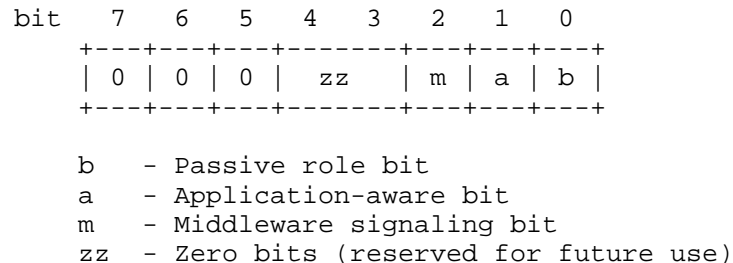 bit 7 6 5 4 3 2 1 0
+---+---+---+-------+---+---+---+
| 0 | 0 | 0 | zz | m | a | b |
+---+---+---+-------+---+---+---+
b - Passive role bit
a - Application-aware bit
m - Middleware signaling bit
zz - Zero bits (reserved for future use)